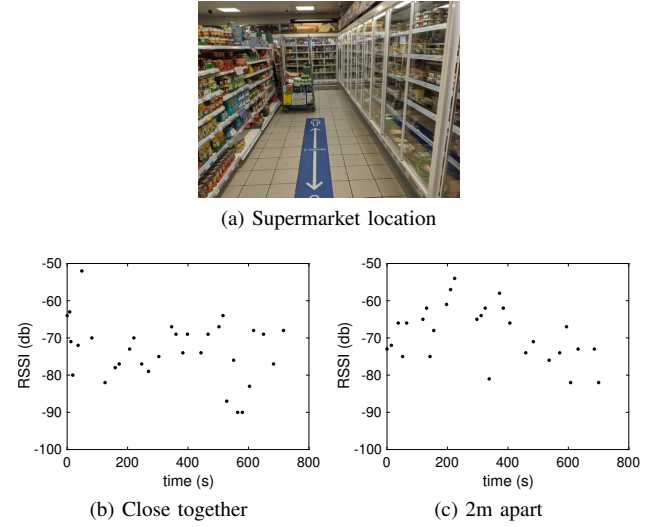 (a) Supermarket location
-50
-60
-70
-80
-90
-100
RSSI (db)
0 200 400 600 800
time (s)
(b) Close together
-50
-60
-70
-80
-90
-100
RSSI (db)
0 200 400 600 800
time (s)
(c) 2m apart